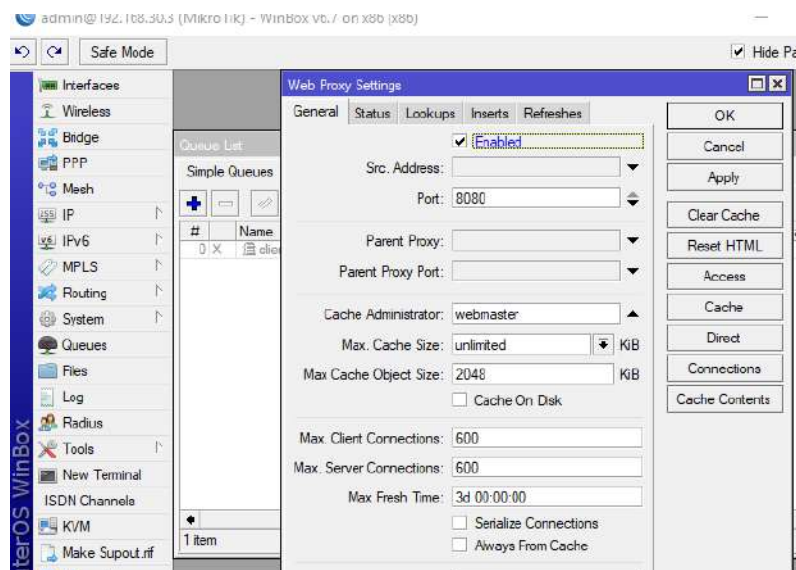 admin@192.168.30.3 (MikroTik) - WinBox v6.7 on x86 (x86)
Safe Mode
Hide Pa
Interfaces
Wireless
Bridge
PPP
Mesh
IP
IPv6
MPLS
Routing
System
Queues
Files
Log
Radius
Tools
New Terminal
ISDN Channels
KVM
Make Supout.rif
terOS WinBox
Queue List
Simple Queues
# Name
0 X clien
1 item
Web Proxy Settings
General Status Lookups Inserts Refreshes
Enabled
Src. Address:
Port: 8080
Parent Proxy:
Parent Proxy Port:
Cache Administrator: webmaster
Max. Cache Size: unlimited KiB
Max Cache Object Size: 2048 KiB
Cache On Disk
Max. Client Connections: 600
Max. Server Connections: 600
Max Fresh Time: 3d 00:00:00
Serialize Connections
Always From Cache
OK
Cancel
Apply
Clear Cache
Reset HTML
Access
Cache
Direct
Connections
Cache Contents